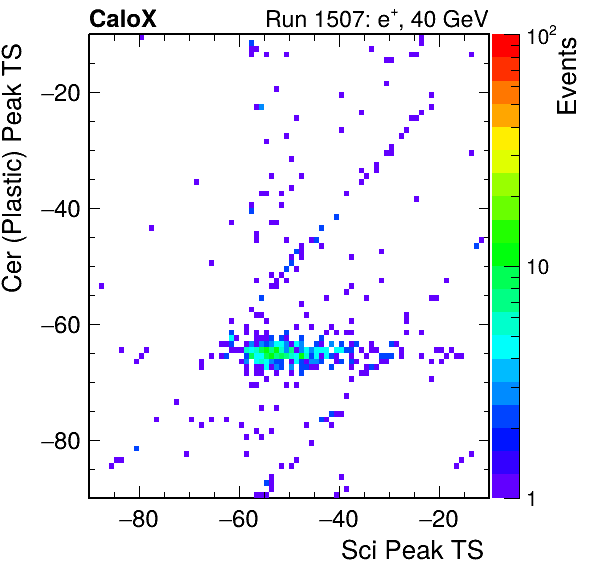 CaloX Run 1507: e⁺, 40 GeV
Cer (Plastic) Peak TS
−20
−40
−60
−80
−80 −60 −40 −20
Sci Peak TS
10²
10
1
Events